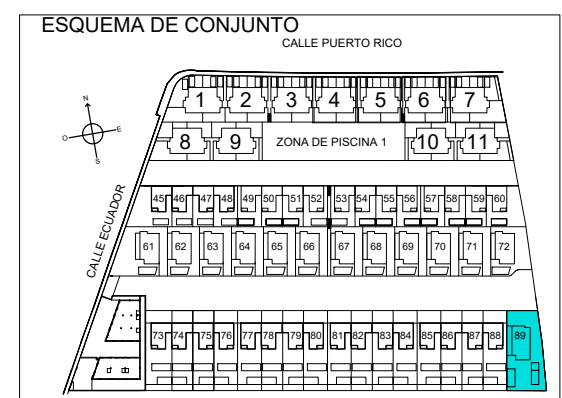 ESQUEMA DE CONJUNTO
CALLE PUERTO RICO
1 2 3 4 5 6 7
N
O E
S
8 9 ZONA DE PISCINA 1 10 11
CALLE ECUADOR
45 46 47 48 49 50 51 52 53 54 55 56 57 58 59 60
61 62 63 64 65 66 67 68 69 70 71 72
73 74 75 76 77 78 79 80 81 82 83 84 85 86 87 88 89